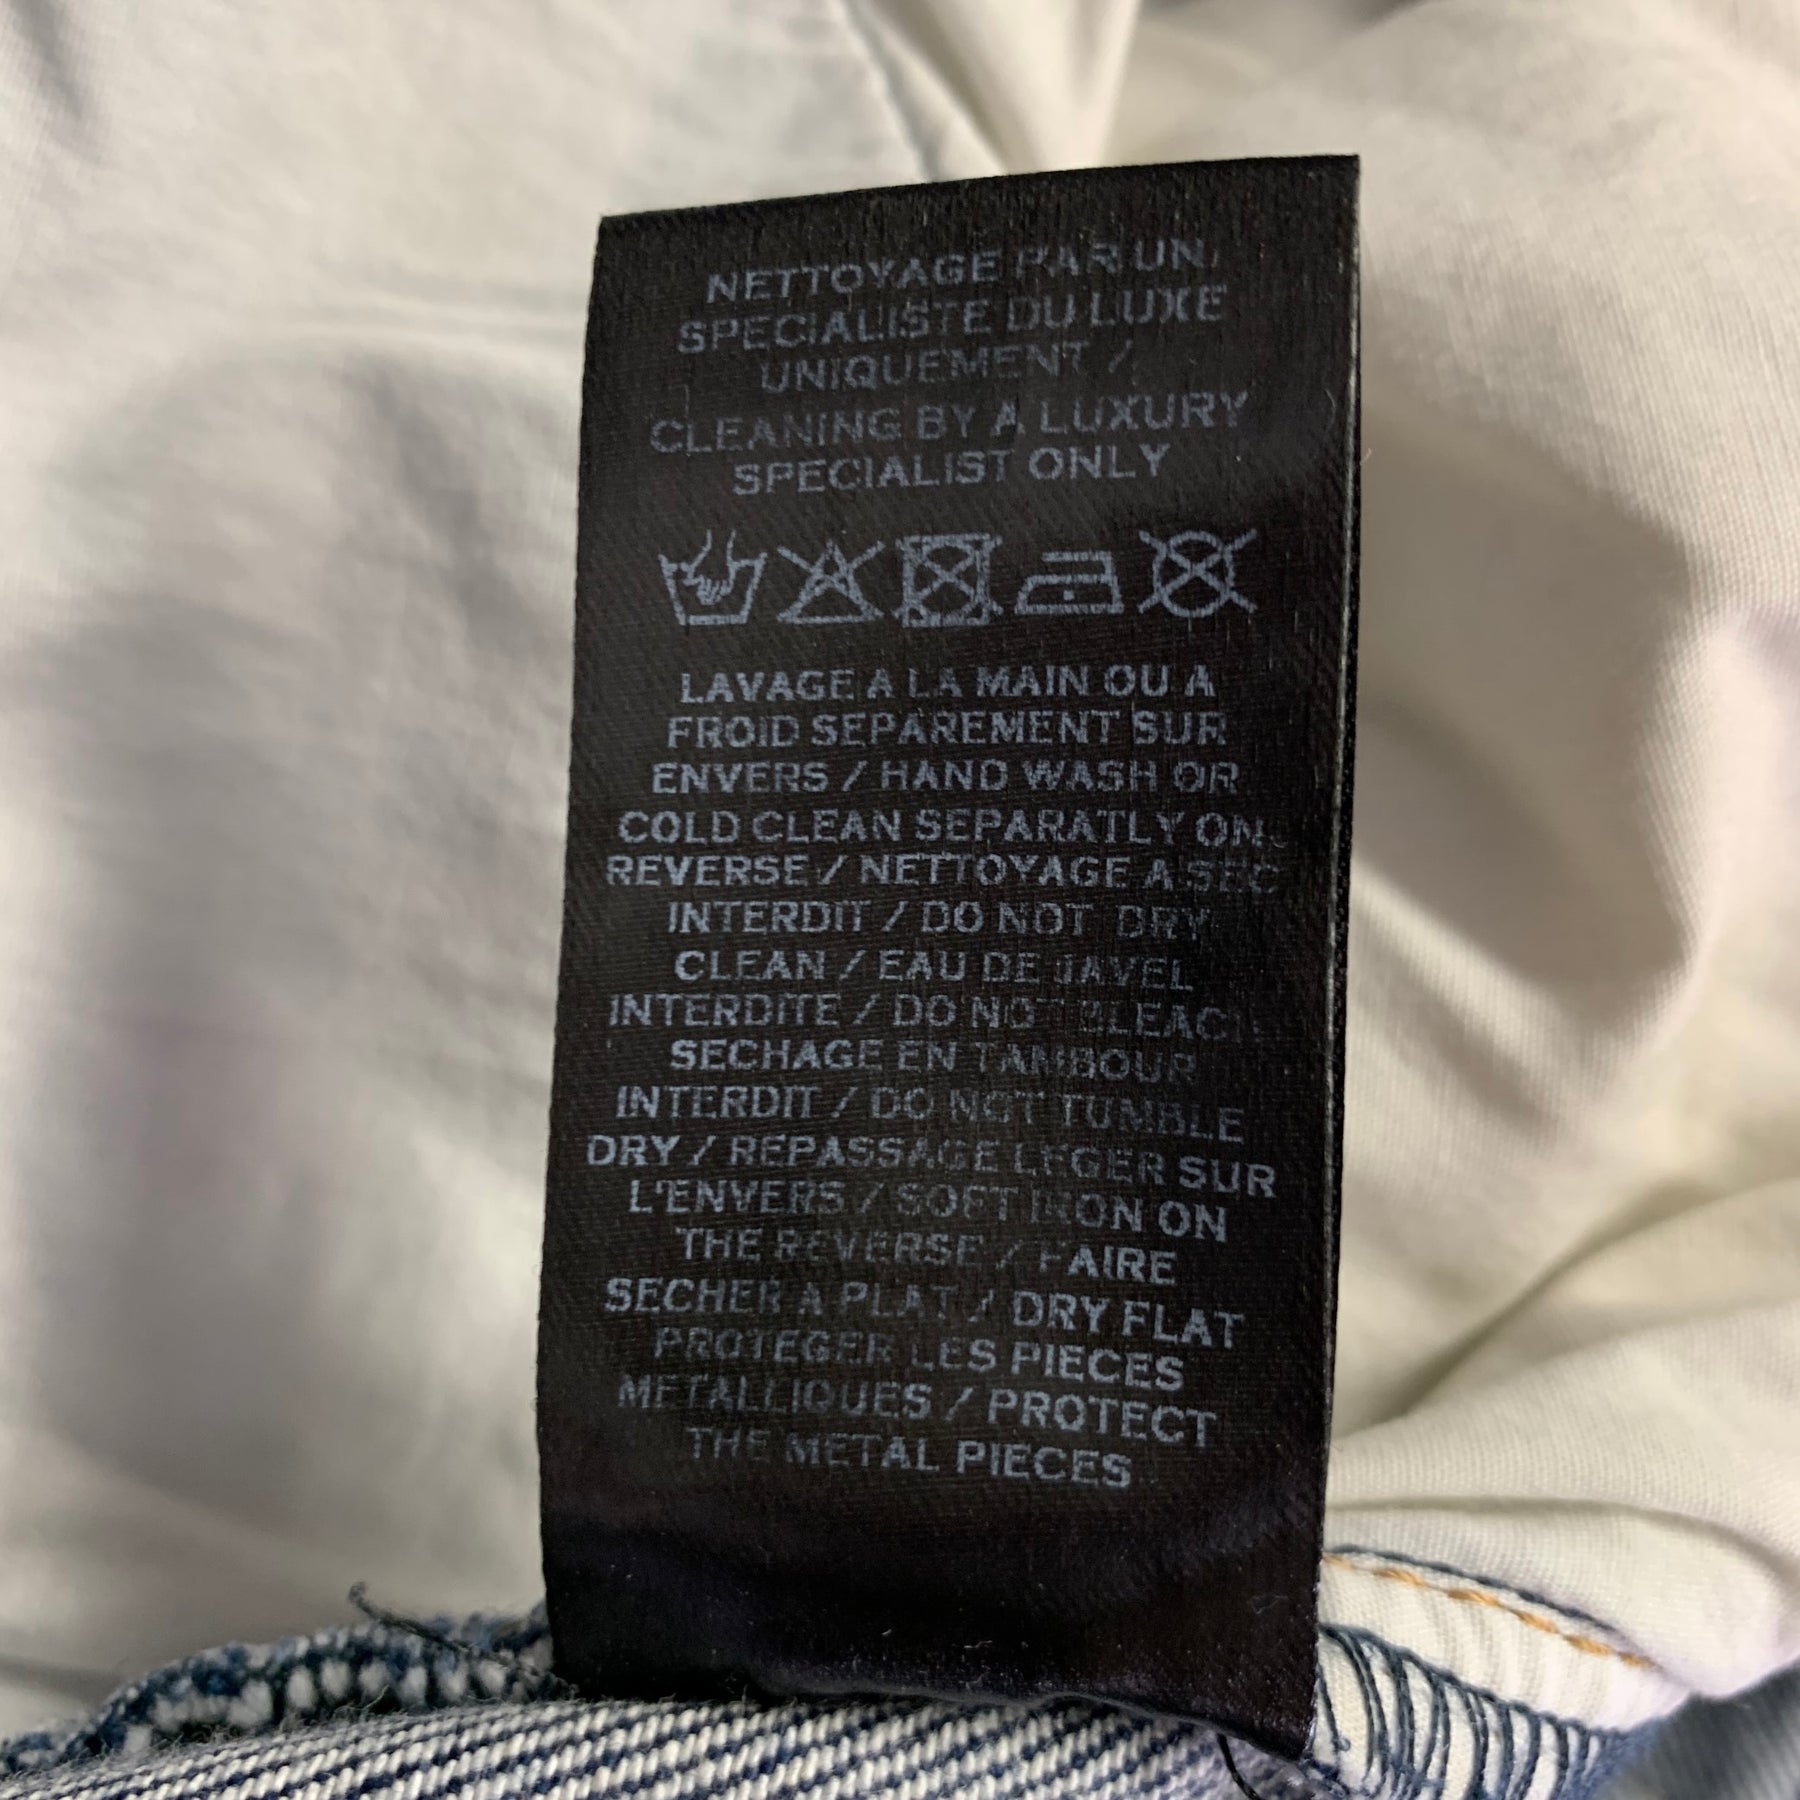 NETTOYAGE PAR UN
SPECIALISTE DU LUXE
UNIQUEMENT /
CLEANING BY A LUXURY
SPECIALIST ONLY
LAVAGE A LA MAIN OU A
FROID SEPAREMENT SUR
ENVERS / HAND WASH OR
COLD CLEAN SEPARATLY ON
REVERSE / NETTOYAGE A SEC
INTERDIT / DO NOT DRY
CLEAN / EAU DE JAVEL
INTERDITE / DO NOT BLEACH
SECHAGE EN TAMBOUR
INTERDIT / DO NOT TUMBLE
DRY / REPASSAGE LEGER SUR
L'ENVERS / SOFT IRON ON
THE REVERSE / FAIRE
SECHER A PLAT / DRY FLAT
PROTEGER LES PIECES
METALLIQUES / PROTECT
THE METAL PIECES